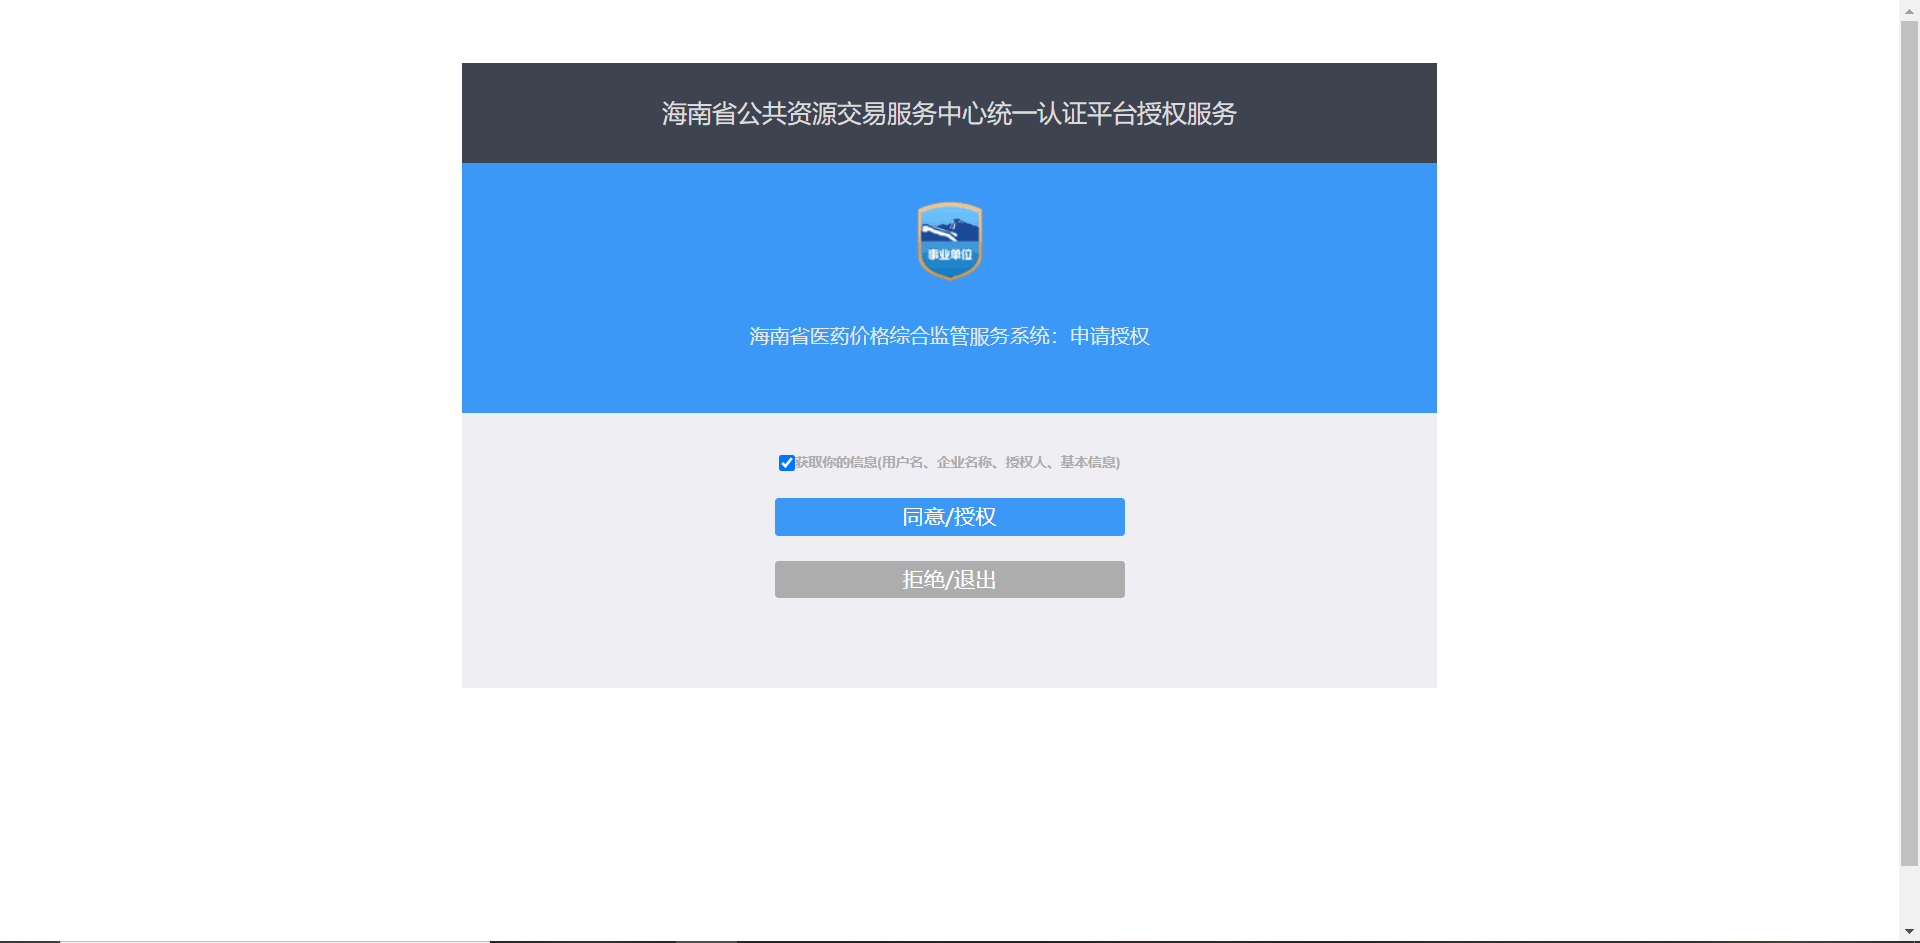 海南省公共资源交易服务中心统一认证平台授权服务
事业单位
海南省医药价格综合监管服务系统：申请授权
获取你的信息(用户名、企业名称、授权人、基本信息)
同意/授权
拒绝/退出